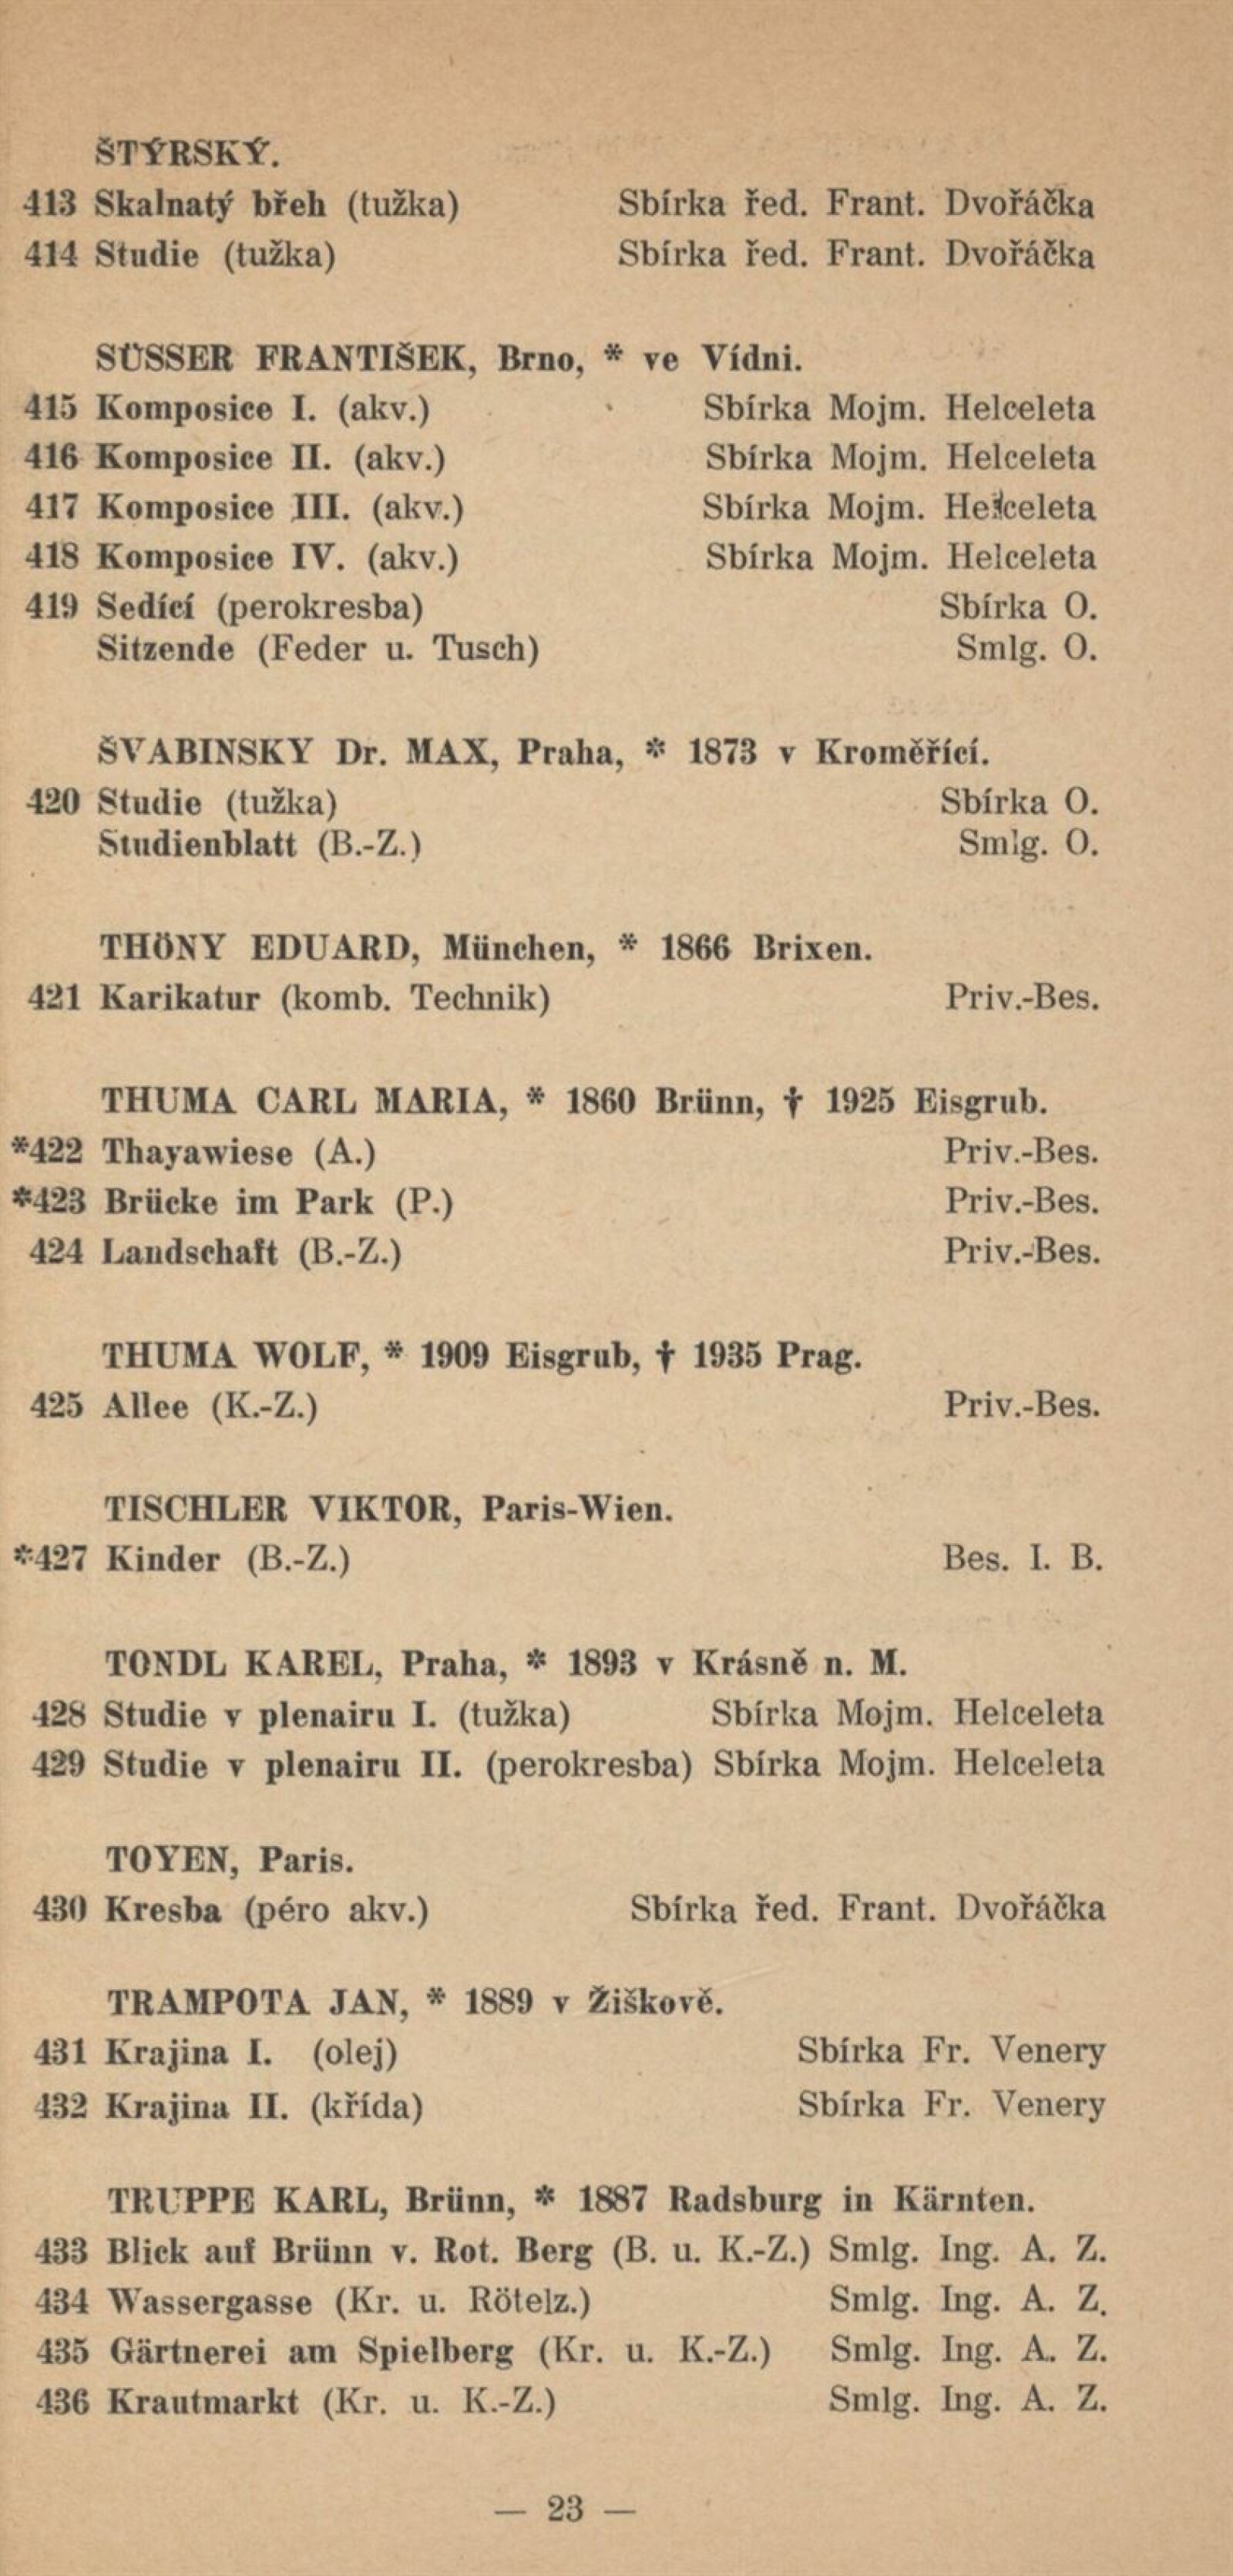 ŠTÝRSKÝ.
413 Skalnatý břeh (tužka) Sbírka řed. Frant. Dvořáčka
414 Studie (tužka) Sbírka řed. Frant. Dvořáčka
SÜSSER FRANTIŠEK, Brno, * ve Vídni.
415 Komposice I. (akv.) Sbírka Mojm. Helceleta
416 Komposice II. (akv.) Sbírka Mojm. Helceleta
417 Komposice III. (akv.) Sbírka Mojm. Helceleta
418 Komposice IV. (akv.) Sbírka Mojm. Helceleta
419 Sedící (perokresba) Sbírka O.
Sitzende (Feder u. Tusch) Smlg. O.
ŠVABINSKY Dr. MAX, Praha, * 1873 v Kroměříci.
420 Studie (tužka) Sbírka O.
Studienblatt (B.-Z.) Smlg. O.
THÖNY EDUARD, München, * 1866 Brixen.
421 Karikatur (komb. Technik) Priv.-Bes.
THUMA CARL MARIA, * 1860 Brünn, † 1925 Eisgrub.
*422 Thayawiese (A.) Priv.-Bes.
*423 Brücke im Park (P.) Priv.-Bes.
424 Landschaft (B.-Z.) Priv.-Bes.
THUMA WOLF, * 1909 Eisgrub, † 1935 Prag.
425 Allee (K.-Z.) Priv.-Bes.
TISCHLER VIKTOR, Paris-Wien.
*427 Kinder (B.-Z.) Bes. I. B.
TONDL KAREL, Praha, * 1893 v Krásně n. M.
428 Studie v plenairu I. (tužka) Sbírka Mojm. Helceleta
429 Studie v plenairu II. (perokresba) Sbírka Mojm. Helceleta
TOYEN, Paris.
430 Kresba (péro akv.) Sbírka řed. Frant. Dvořáčka
TRAMPOTA JAN, * 1889 v Žiškově.
431 Krajina I. (olej) Sbírka Fr. Venery
432 Krajina II. (křída) Sbírka Fr. Venery
TRUPPE KARL, Brünn, * 1887 Radsburg in Kärnten.
433 Blick auf Brünn v. Rot. Berg (B. u. K.-Z.) Smlg. Ing. A. Z.
434 Wassergasse (Kr. u. Rötelz.) Smlg. Ing. A. Z.
435 Gärtnerei am Spielberg (Kr. u. K.-Z.) Smlg. Ing. A. Z.
436 Krautmarkt (Kr. u. K.-Z.) Smlg. Ing. A. Z.
— 23 —